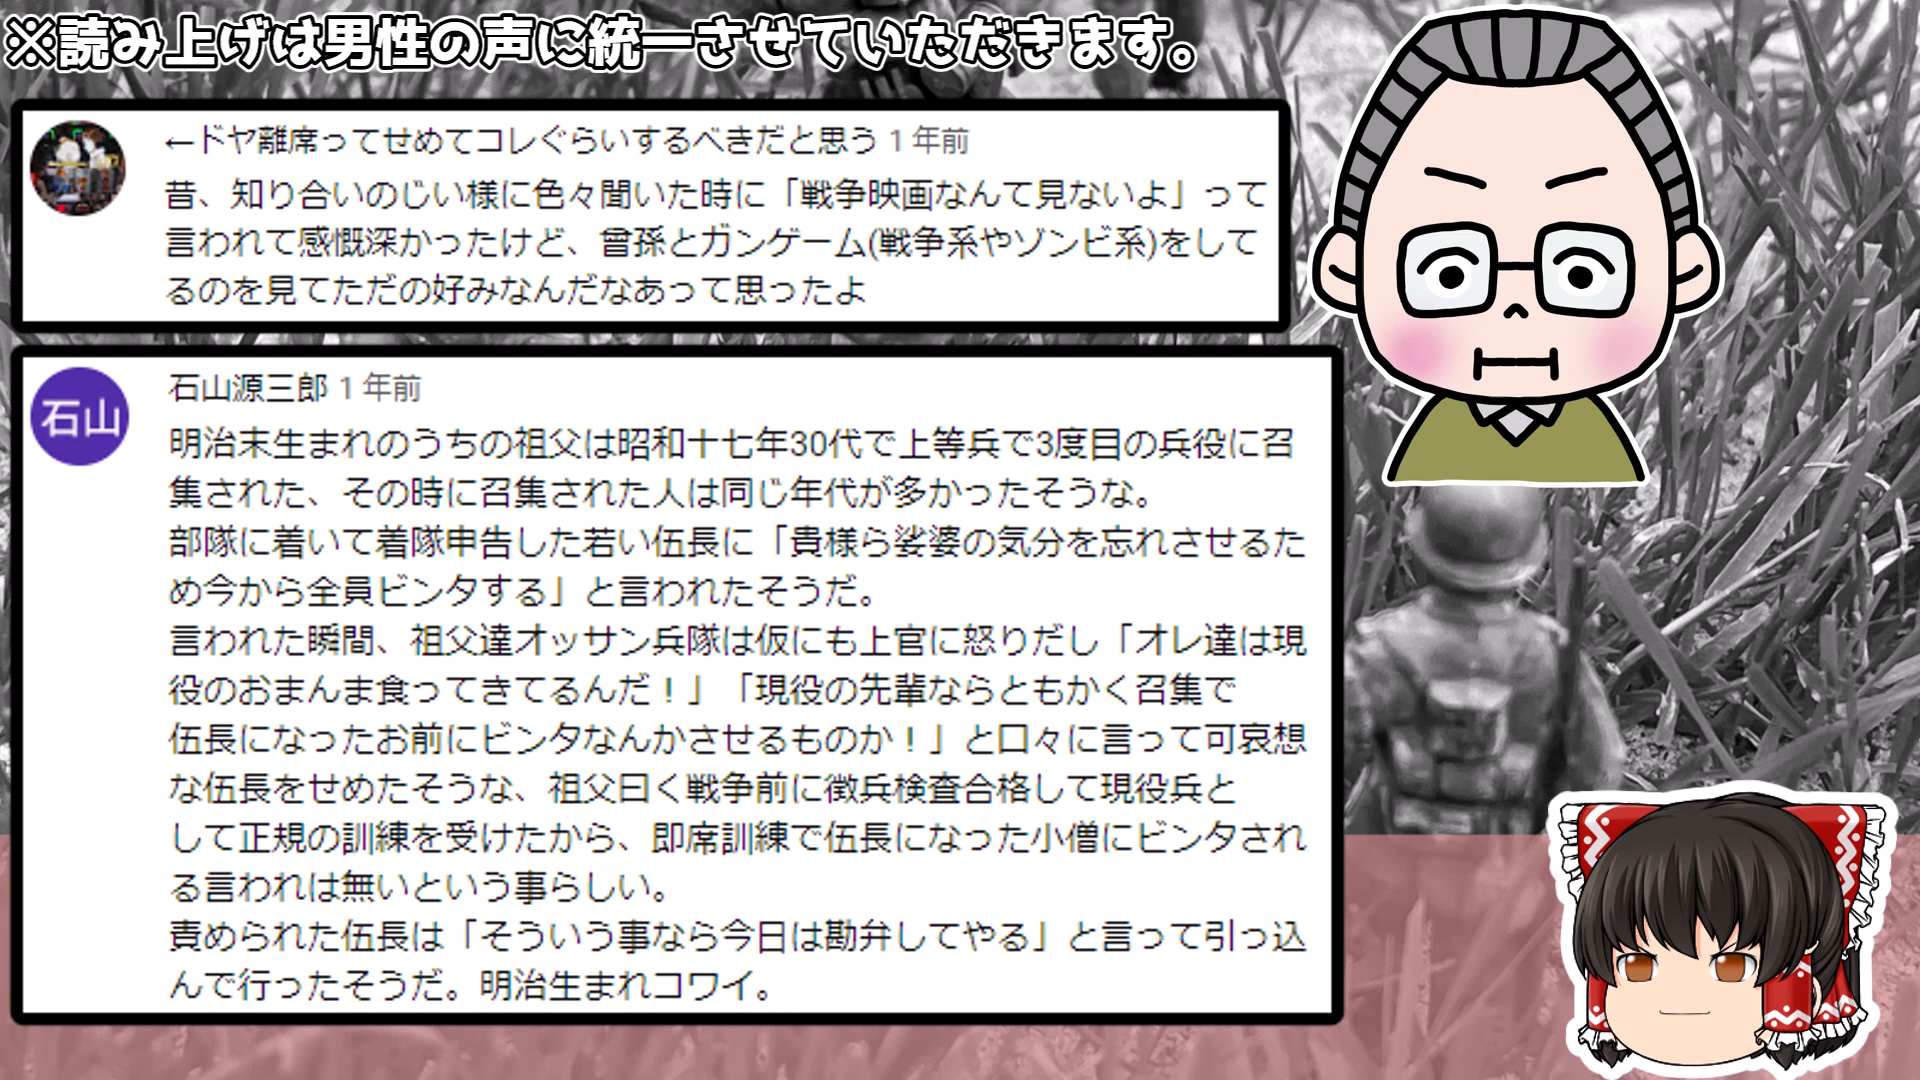 ※読み上げは男性の声に統一させていただきます。
←ドヤ離席ってせめてコレぐらいするべきだと思う 1 年前
昔、知り合いのじい様に色々聞いた時に「戦争映画なんて見ないよ」って
言われて感慨深かったけど、曾孫とガンゲーム(戦争系やゾンビ系)をして
るのを見てただの好みなんだなあって思ったよ
石山
石山源三郎 1 年前
明治末生まれのうちの祖父は昭和十七年30代で上等兵で3度目の兵役に召
集された、その時に召集された人は同じ年代が多かったそうな。
部隊に着いて着隊申告した若い伍長に「貴様ら娑婆の気分を忘れさせるた
め今から全員ビンタする」と言われたそうだ。
言われた瞬間、祖父達オッサン兵隊は仮にも上官に怒りだし「オレ達は現
役のおまんま食ってきてるんだ！」「現役の先輩ならともかく召集で
伍長になったお前にビンタなんかさせるものか！」と口々に言って可哀想
な伍長をせめたそうな、祖父曰く戦争前に徴兵検査合格して現役兵と
して正規の訓練を受けたから、即席訓練で伍長になった小僧にビンタされ
る言われは無いという事らしい。
責められた伍長は「そういう事なら今日は勘弁してやる」と言って引っ込
んで行ったそうだ。明治生まれコワイ。